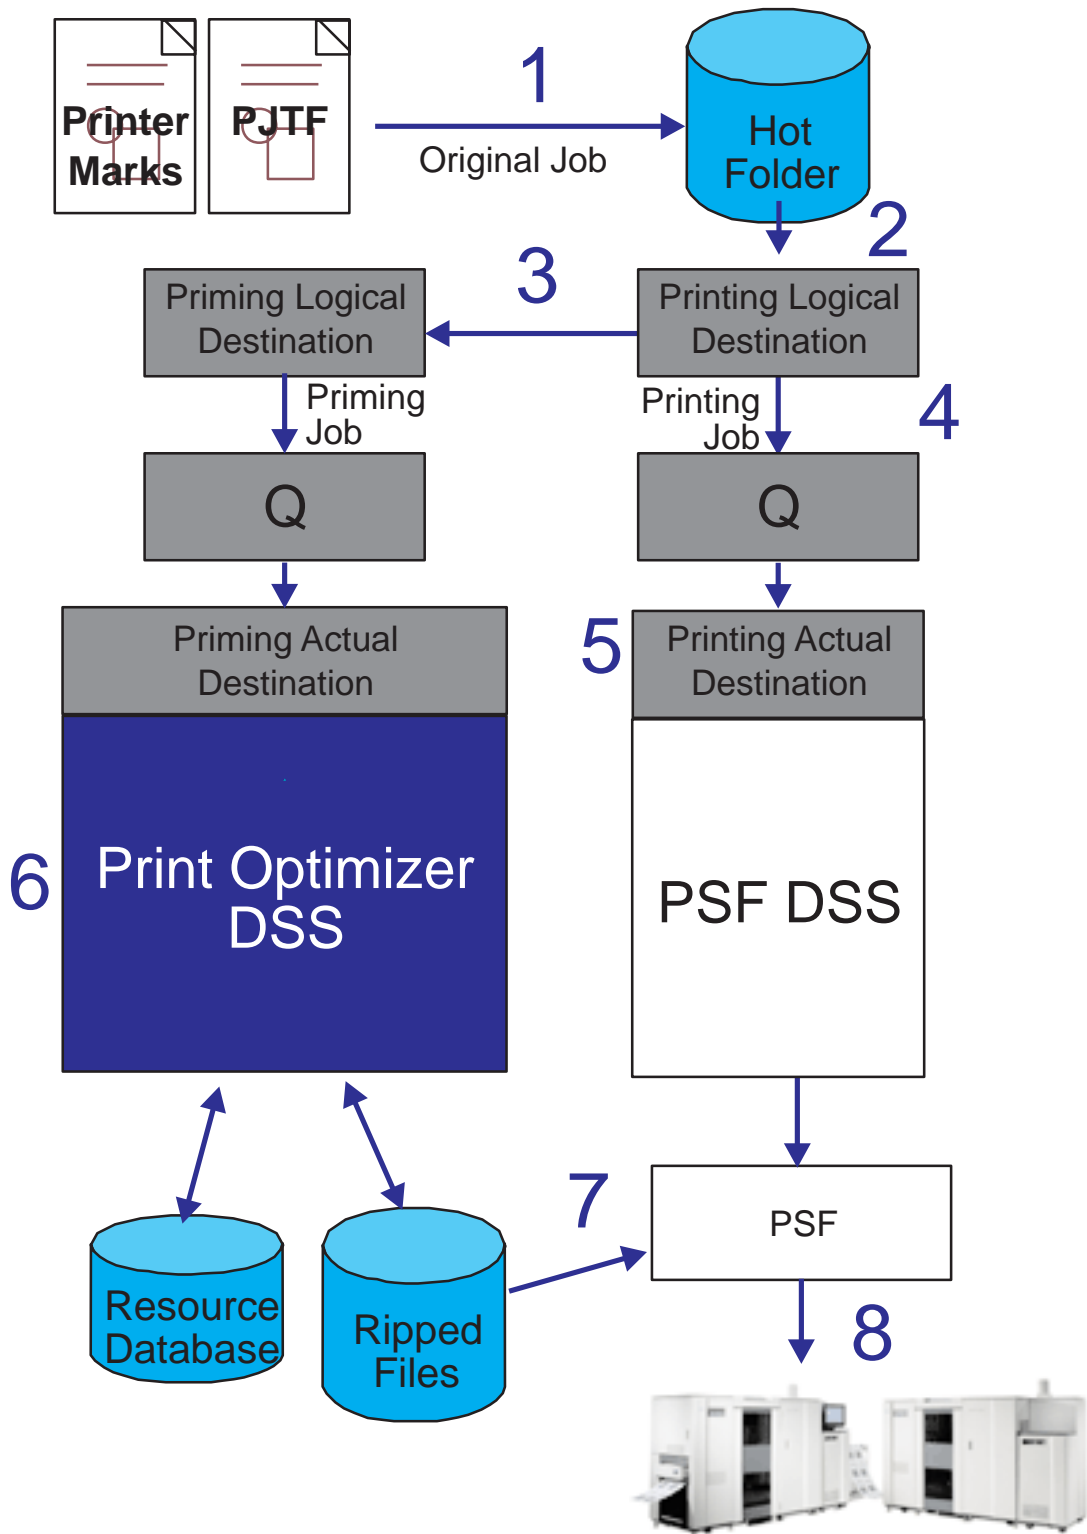 Printer
Marks
PJTF
1
Original Job
Hot
Folder
2
3
Priming Logical
Destination
Printing Logical
Destination
Priming
Job
Printing
Job
4
Q
Q
Priming Actual
Destination
5
Printing Actual
Destination
6
Print Optimizer
DSS
PSF DSS
7
PSF
Resource
Database
Ripped
Files
8